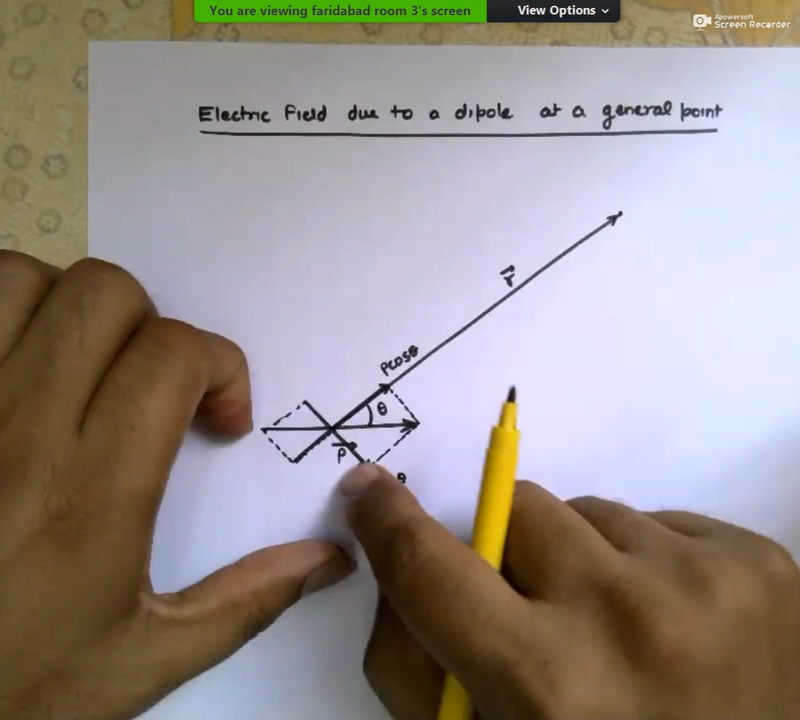 You are viewing faridabad room 3's screen View Options
Apowersoft
Screen Recorder
Electric field due to a dipole at a general point
r
pcosθ
θ
p
θ